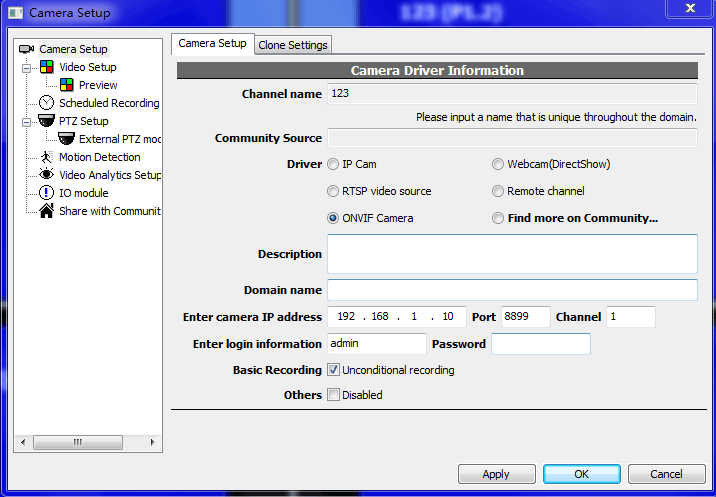 Camera Setup
123 (P1.2)
X
Camera Setup
Video Setup
Preview
Scheduled Recording
PTZ Setup
External PTZ moc
Motion Detection
Video Analytics Setup
IO module
Share with Communit
Camera Setup
Clone Settings
Camera Driver Information
Channel name 123
Please input a name that is unique throughout the domain.
Community Source
Driver IP Cam Webcam(DirectShow)
RTSP video source Remote channel
ONVIF Camera Find more on Community...
Description
Domain name
Enter camera IP address 192 . 168 . 1 . 10 Port 8899 Channel 1
Enter login information admin Password
Basic Recording Unconditional recording
Others Disabled
Apply OK Cancel